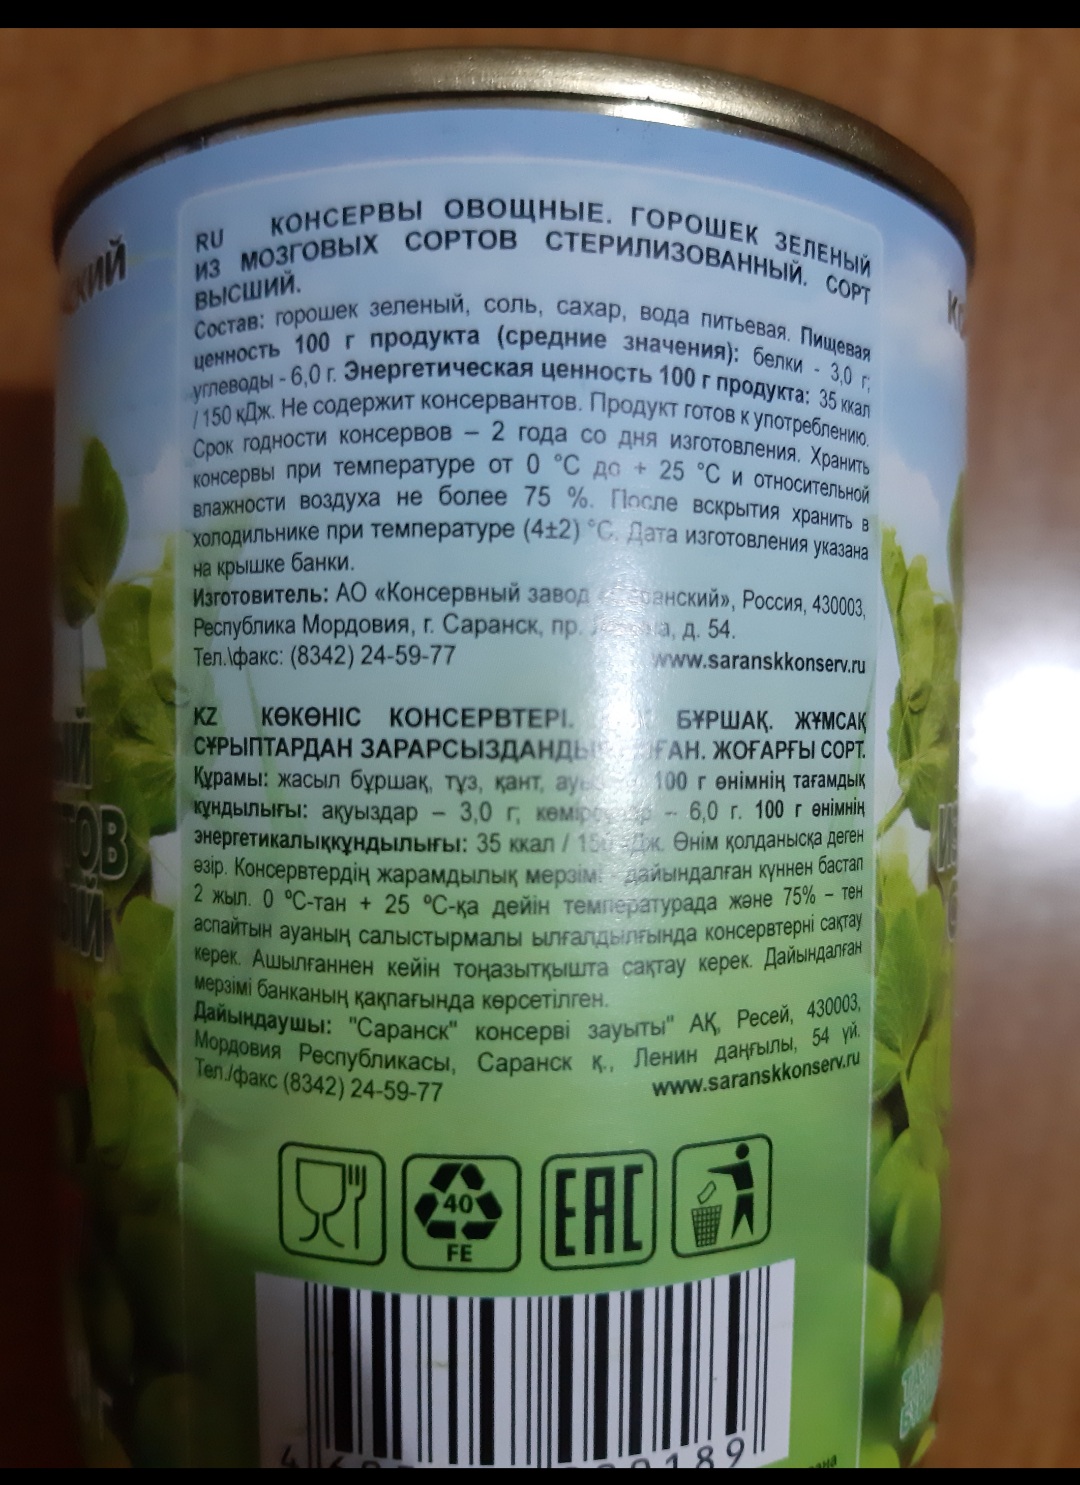 RU КОНСЕРВЫ ОВОЩНЫЕ. ГОРОШЕК ЗЕЛЕНЫЙ
ИЗ МОЗГОВЫХ СОРТОВ СТЕРИЛИЗОВАННЫЙ. СОРТ
ВЫСШИЙ.
Состав: горошек зеленый, соль, сахар, вода питьевая. Пищевая
ценность 100 г продукта (средние значения): белки - 3,0 г;
углеводы - 6,0 г. Энергетическая ценность 100 г продукта: 35 ккал
/ 150 кДж. Не содержит консервантов. Продукт готов к употреблению.
Срок годности консервов – 2 года со дня изготовления. Хранить
консервы при температуре от 0 °С до + 25 °С и относительной
влажности воздуха не более 75 %. После вскрытия хранить в
холодильнике при температуре (4±2) °С. Дата изготовления указана
на крышке банки.
Изготовитель: АО «Консервный завод Россия, 430003,
Республика Мордовия, г. Саранск, пр. д. 54.
Тел.\факс: (8342) 24-59-77 www.saranskkonserv.ru
KZ КӨКӨНІС КОНСЕРВТЕРІ. БҰРШАҚ. ЖҰМСАҚ
СҰРЫПТАРДАН ЖОҒАРҒЫ СОРТ.
Құрамы: жасыл бұршақ, тұз, қант, 100 г өнімнің тағамдық
құндылығы: ақуыздар – 3,0 г; – 6,0 г. 100 г өнімнің
энергетикалыққұндылығы: 35 ккал / Өнім қолданысқа деген
әзір. Консервтердің жарамдылық мерзімі - дайындалған күннен бастап
2 жыл. 0 °С-тан + 25 °С-қа дейін температурада және 75% – тен
аспайтын ауаның салыстырмалы ылғалдылғында консервтерні сақтау
керек. Ашылғаннен кейін тоңазытқышта сақтау керек. Дайындалған
мерзімі банканың қақпағында көрсетілген.
Дайындаушы: "Саранск" консерві зауыты" АҚ, Ресей, 430003,
Мордовия Республикасы, Саранск қ., Ленин даңғылы, 54 үй.
Тел./факс (8342) 24-59-77 www.saranskkonserv.ru
40
FE
EAC